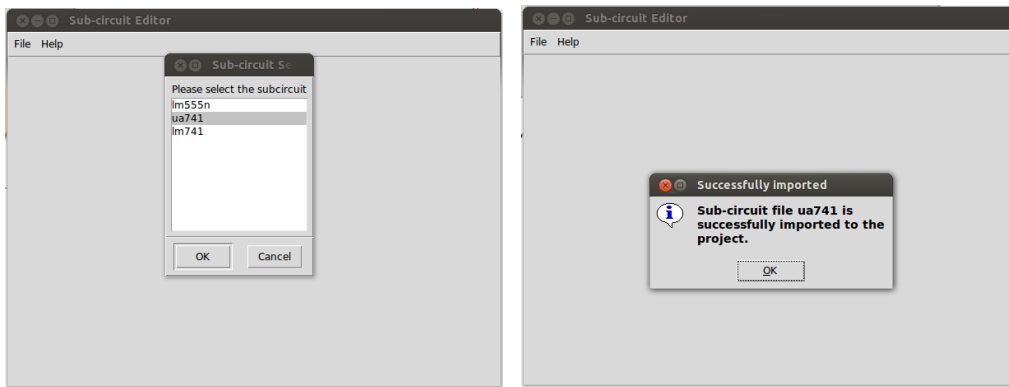 Sub-circuit Editor
File Help
Sub-circuit Se
Please select the subcircuit
lm555n
ua741
lm741
OK Cancel
Sub-circuit Editor
File Help
Successfully imported
Sub-circuit file ua741 is
successfully imported to the
project.
OK